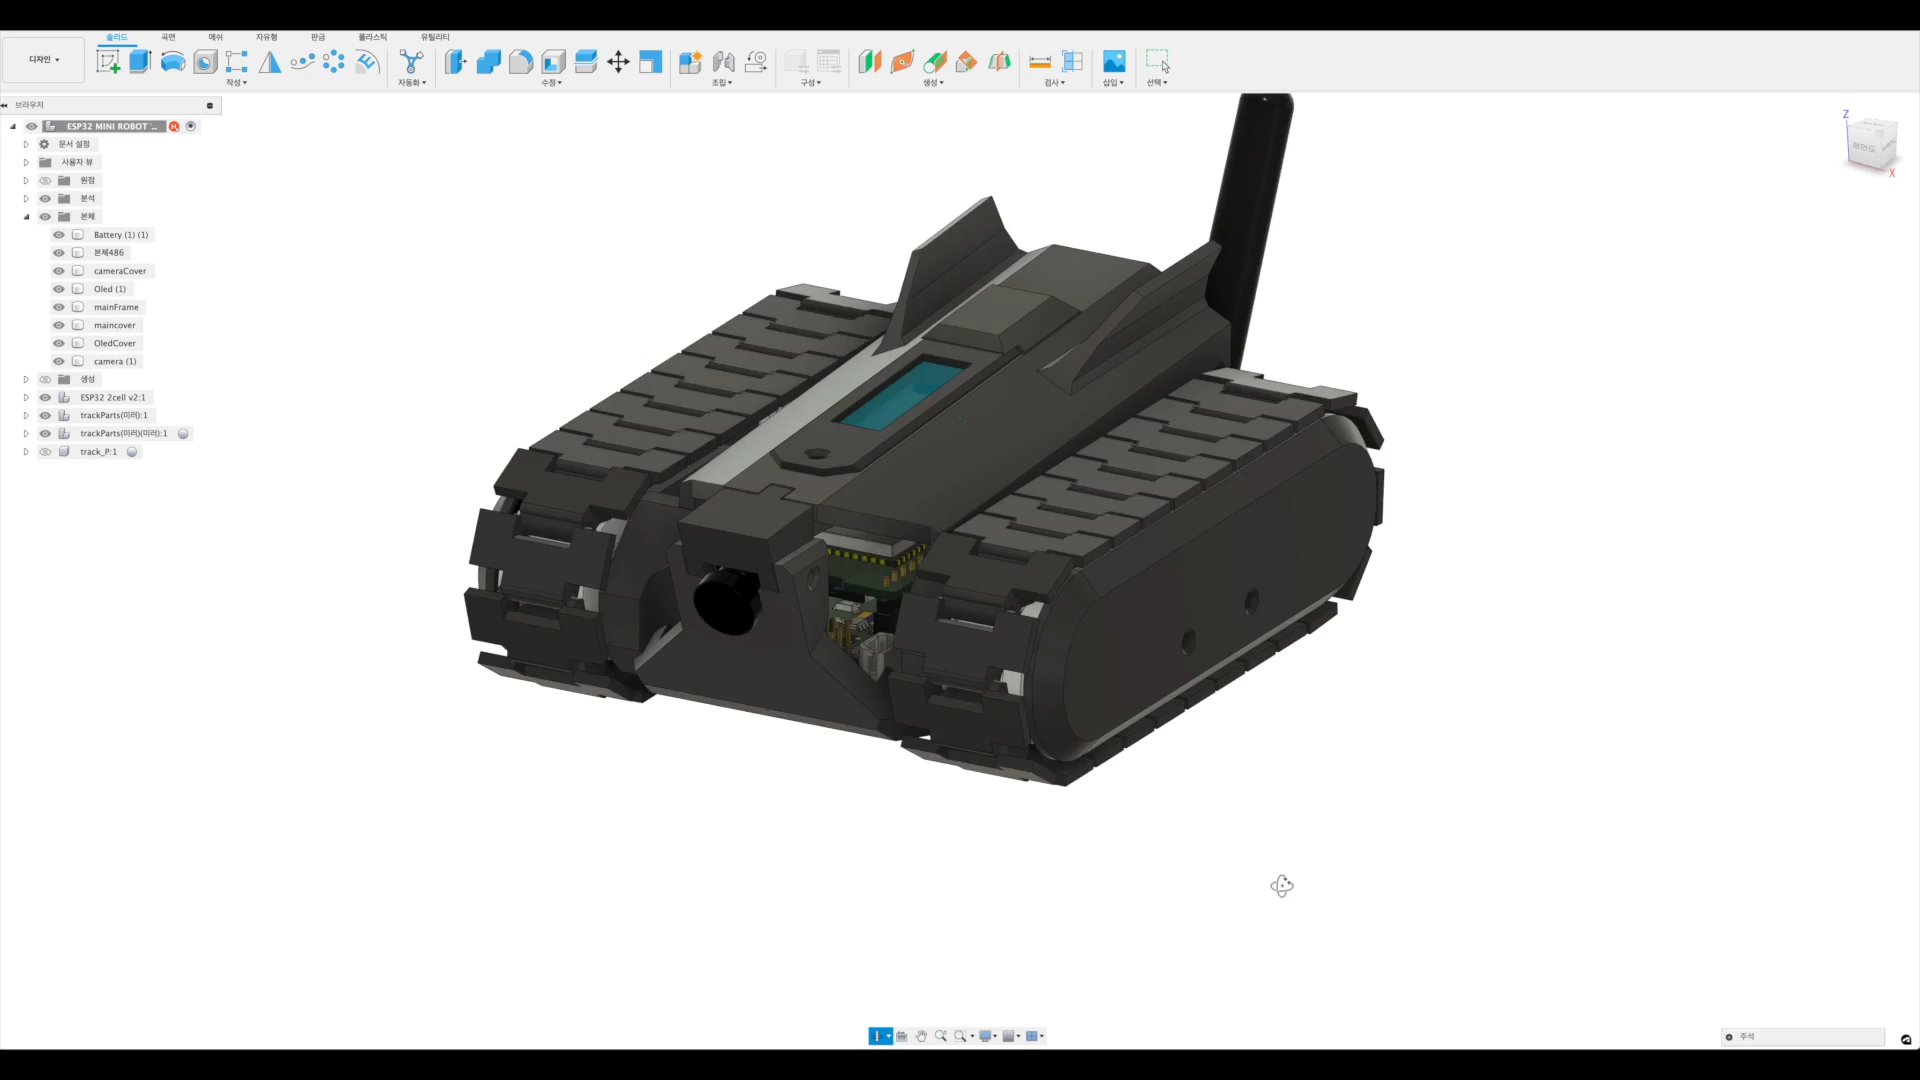 솔리드 곡면 메쉬 자유형 판금 플라스틱 유틸리티
디자인
작성 자동화 수정 조립 구성 생성 검사 삽입 선택
브라우저
ESP32 MINI ROBOT '...
문서 설정
사용자 뷰
원점
분석
본체
Battery (1) (1)
본체486
cameraCover
Oled (1)
mainFrame
maincover
OledCover
camera (1)
생성
ESP32 2cell v2:1
trackParts(미러):1
trackParts(미러)(미러):1
track_P:1
Z
정면도
X
주석